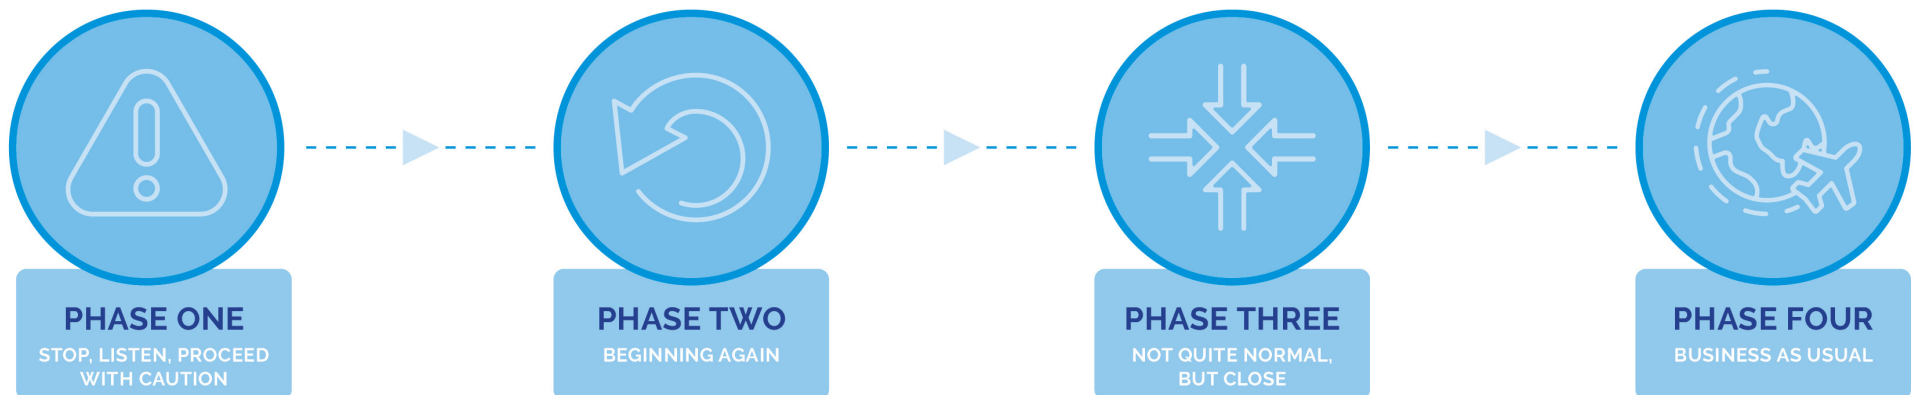 PHASE ONE
STOP, LISTEN, PROCEED
WITH CAUTION
PHASE TWO
BEGINNING AGAIN
PHASE THREE
NOT QUITE NORMAL,
BUT CLOSE
PHASE FOUR
BUSINESS AS USUAL